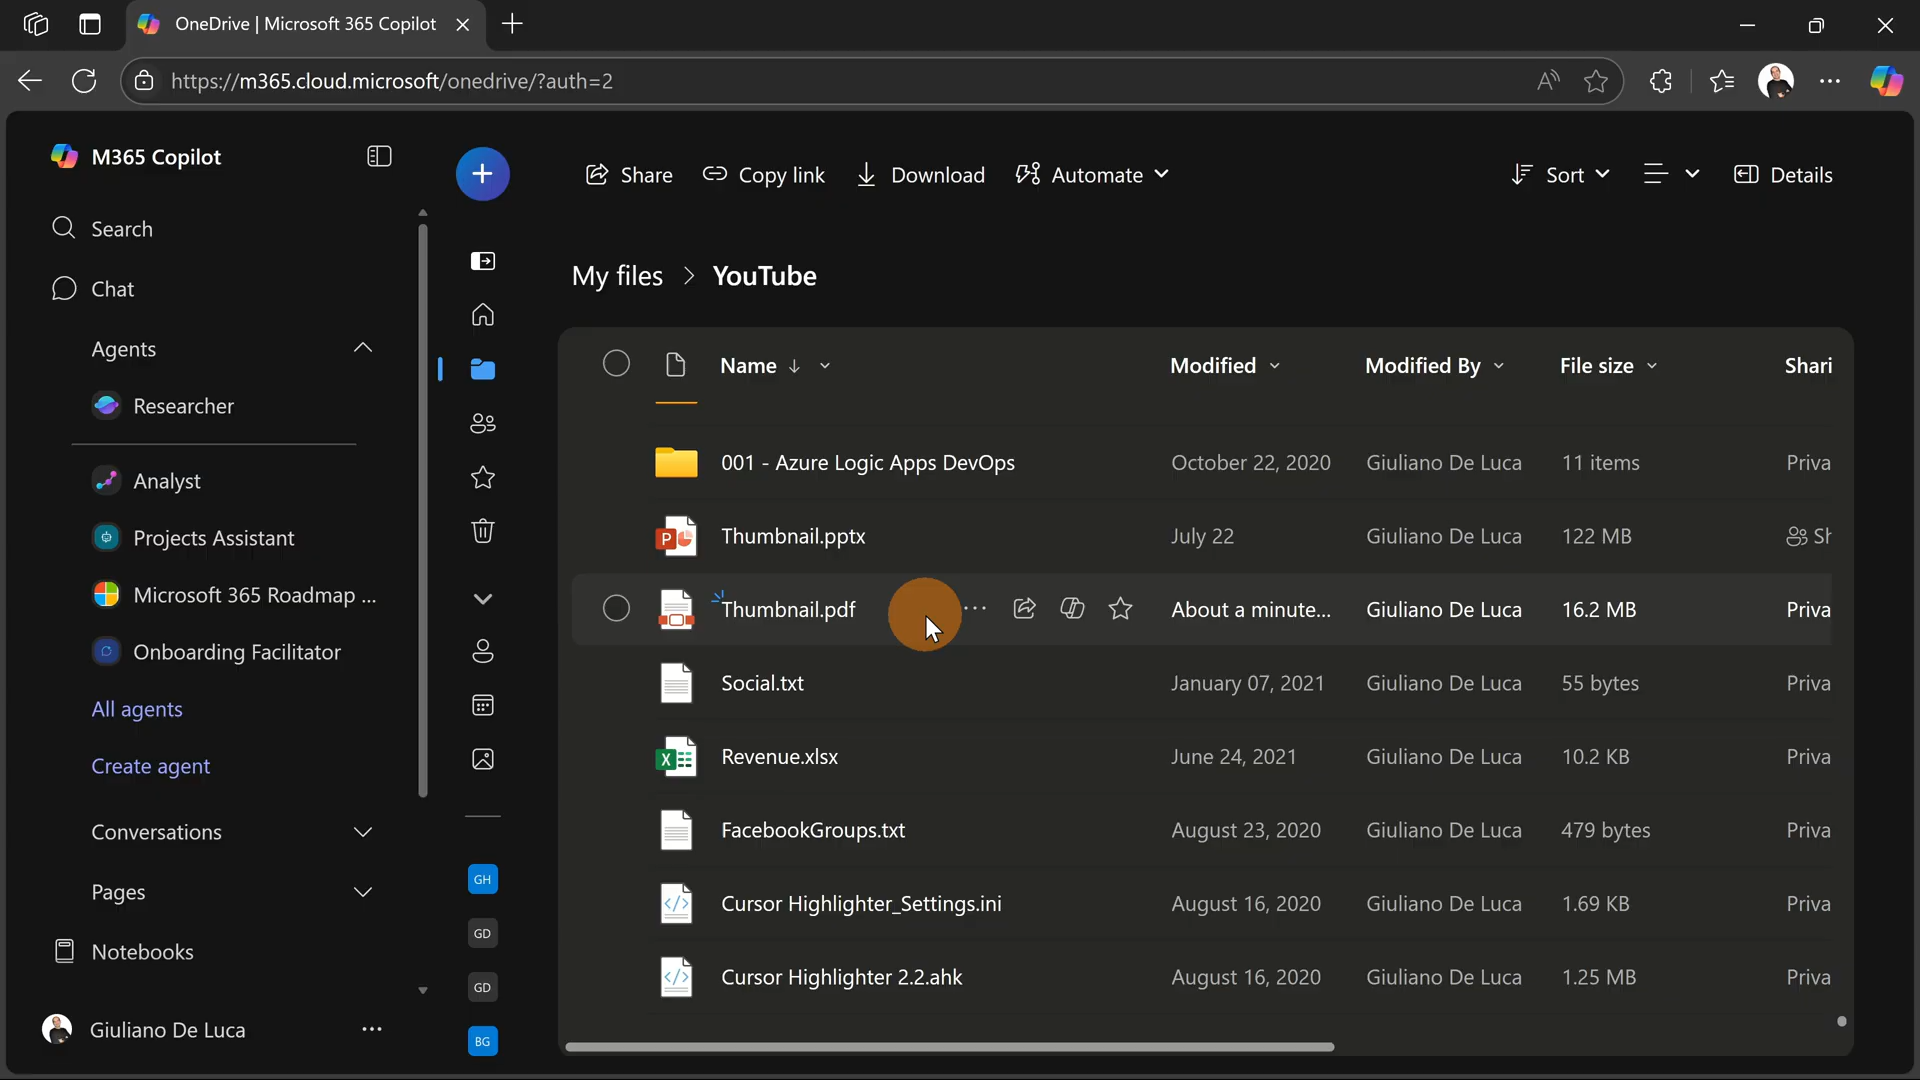 OneDrive | Microsoft 365 Copilot
https://m365.cloud.microsoft/onedrive/?auth=2
M365 Copilot
Search
Chat
Agents
Researcher
Analyst
Projects Assistant
Microsoft 365 Roadmap ...
Onboarding Facilitator
All agents
Create agent
Conversations
Pages
Notebooks
Giuliano De Luca
GH
GD
GD
BG
Share
Copy link
Download
Automate
Sort
Details
My files > YouTube
Name Modified Modified By File size Shari
001 - Azure Logic Apps DevOps October 22, 2020 Giuliano De Luca 11 items Priva
Thumbnail.pptx July 22 Giuliano De Luca 122 MB Sh
Thumbnail.pdf About a minute... Giuliano De Luca 16.2 MB Priva
Social.txt January 07, 2021 Giuliano De Luca 55 bytes Priva
Revenue.xlsx June 24, 2021 Giuliano De Luca 10.2 KB Priva
FacebookGroups.txt August 23, 2020 Giuliano De Luca 479 bytes Priva
Cursor Highlighter_Settings.ini August 16, 2020 Giuliano De Luca 1.69 KB Priva
Cursor Highlighter 2.2.ahk August 16, 2020 Giuliano De Luca 1.25 MB Priva